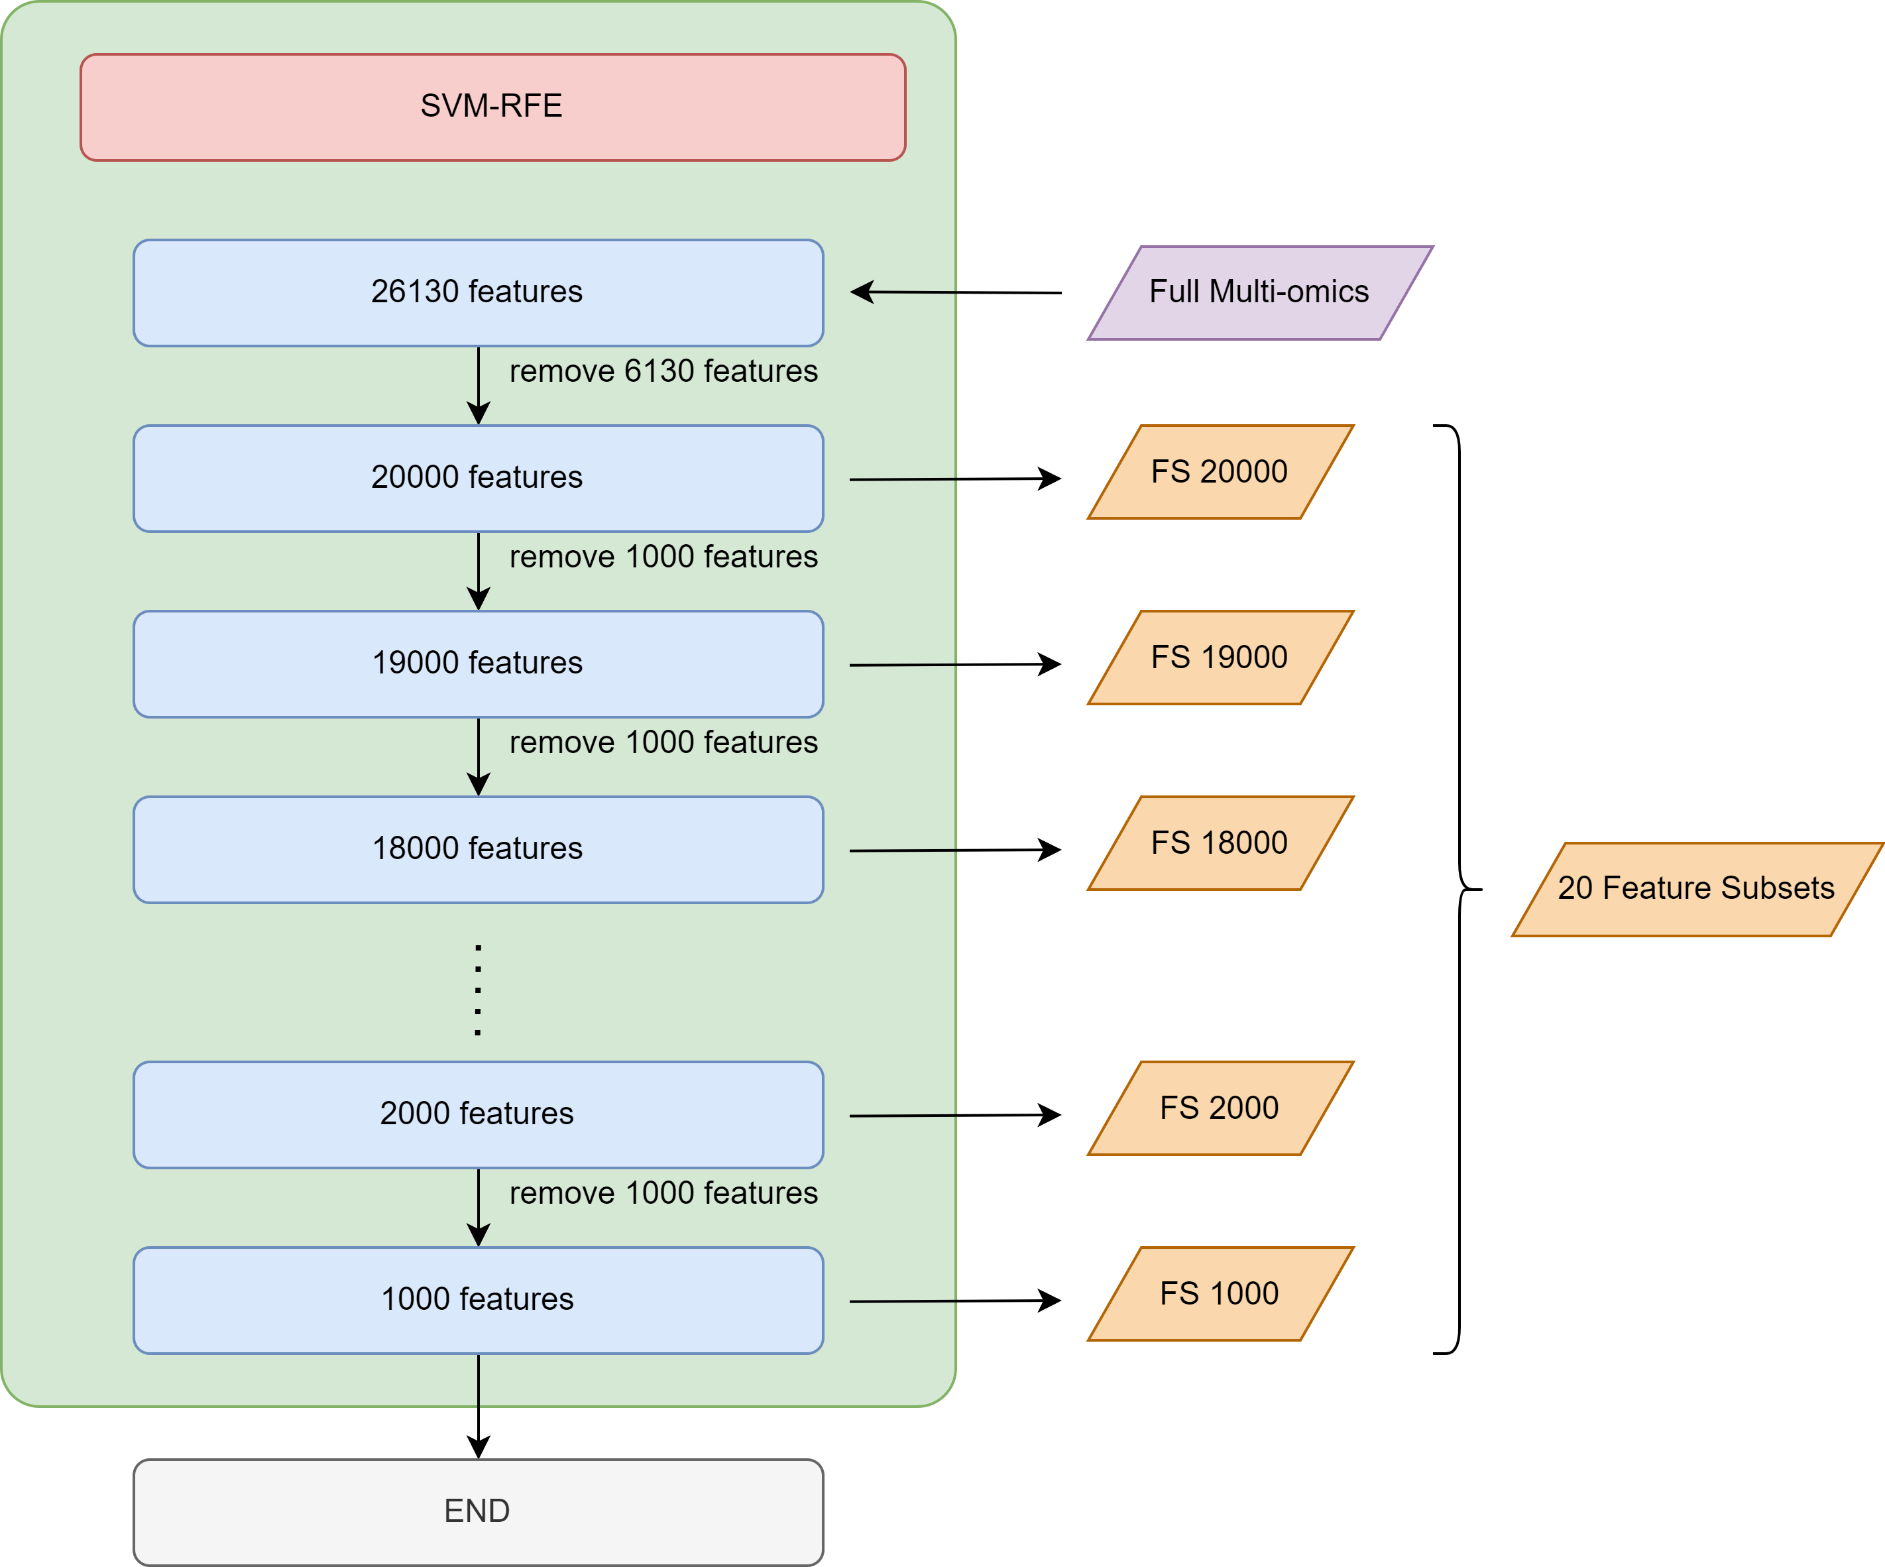 SVM-RFE
26130 features
Full Multi-omics
remove 6130 features
20000 features
FS 20000
remove 1000 features
19000 features
FS 19000
remove 1000 features
18000 features
FS 18000
20 Feature Subsets
2000 features
FS 2000
remove 1000 features
1000 features
FS 1000
END